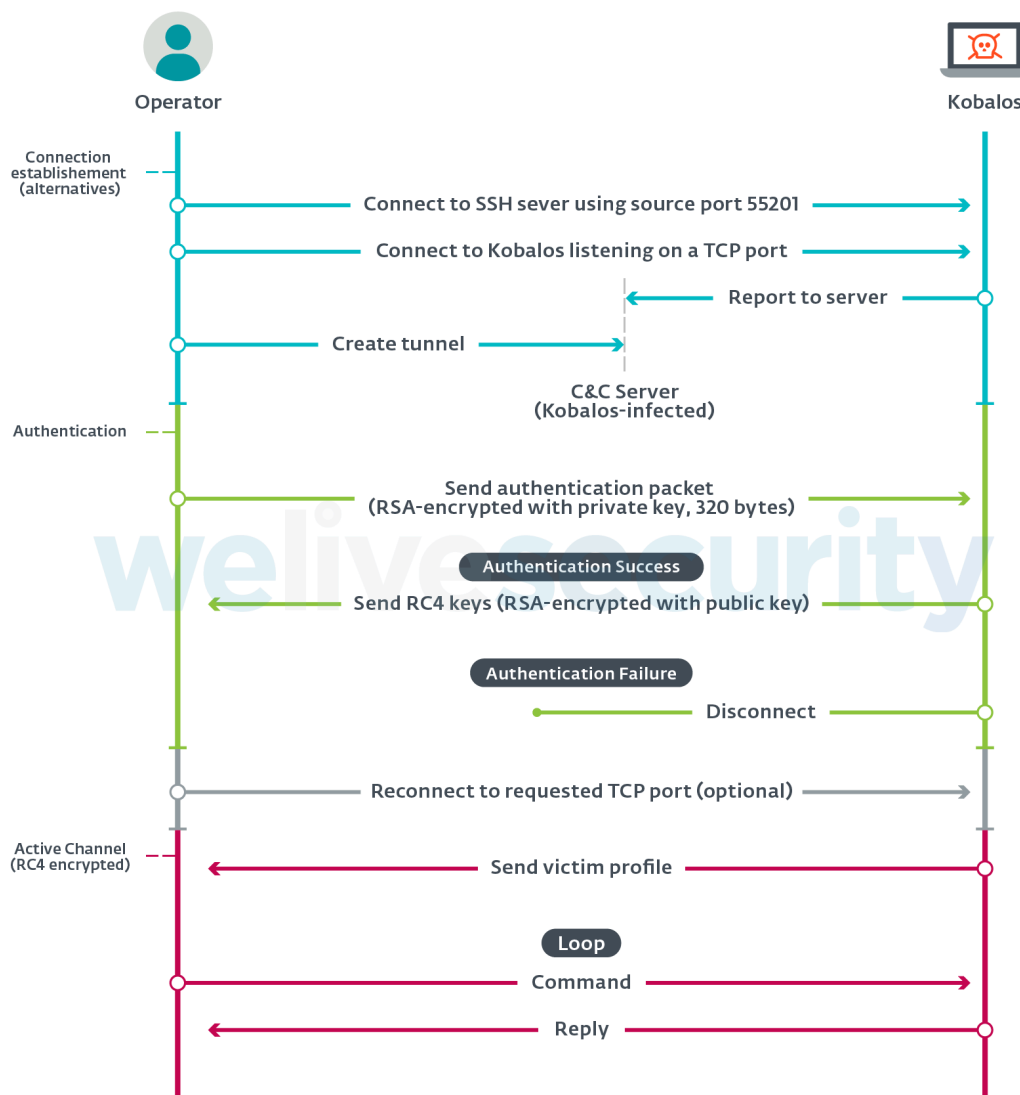 Operator
Kobalos
Connection
establishement
(alternatives)
Connect to SSH sever using source port 55201
Connect to Kobalos listening on a TCP port
Report to server
Create tunnel
C&C Server
(Kobalos-infected)
Authentication
Send authentication packet
(RSA-encrypted with private key, 320 bytes)
welivesecurity
Authentication Success
Send RC4 keys (RSA-encrypted with public key)
Authentication Failure
Disconnect
Reconnect to requested TCP port (optional)
Active Channel
(RC4 encrypted)
Send victim profile
Loop
Command
Reply